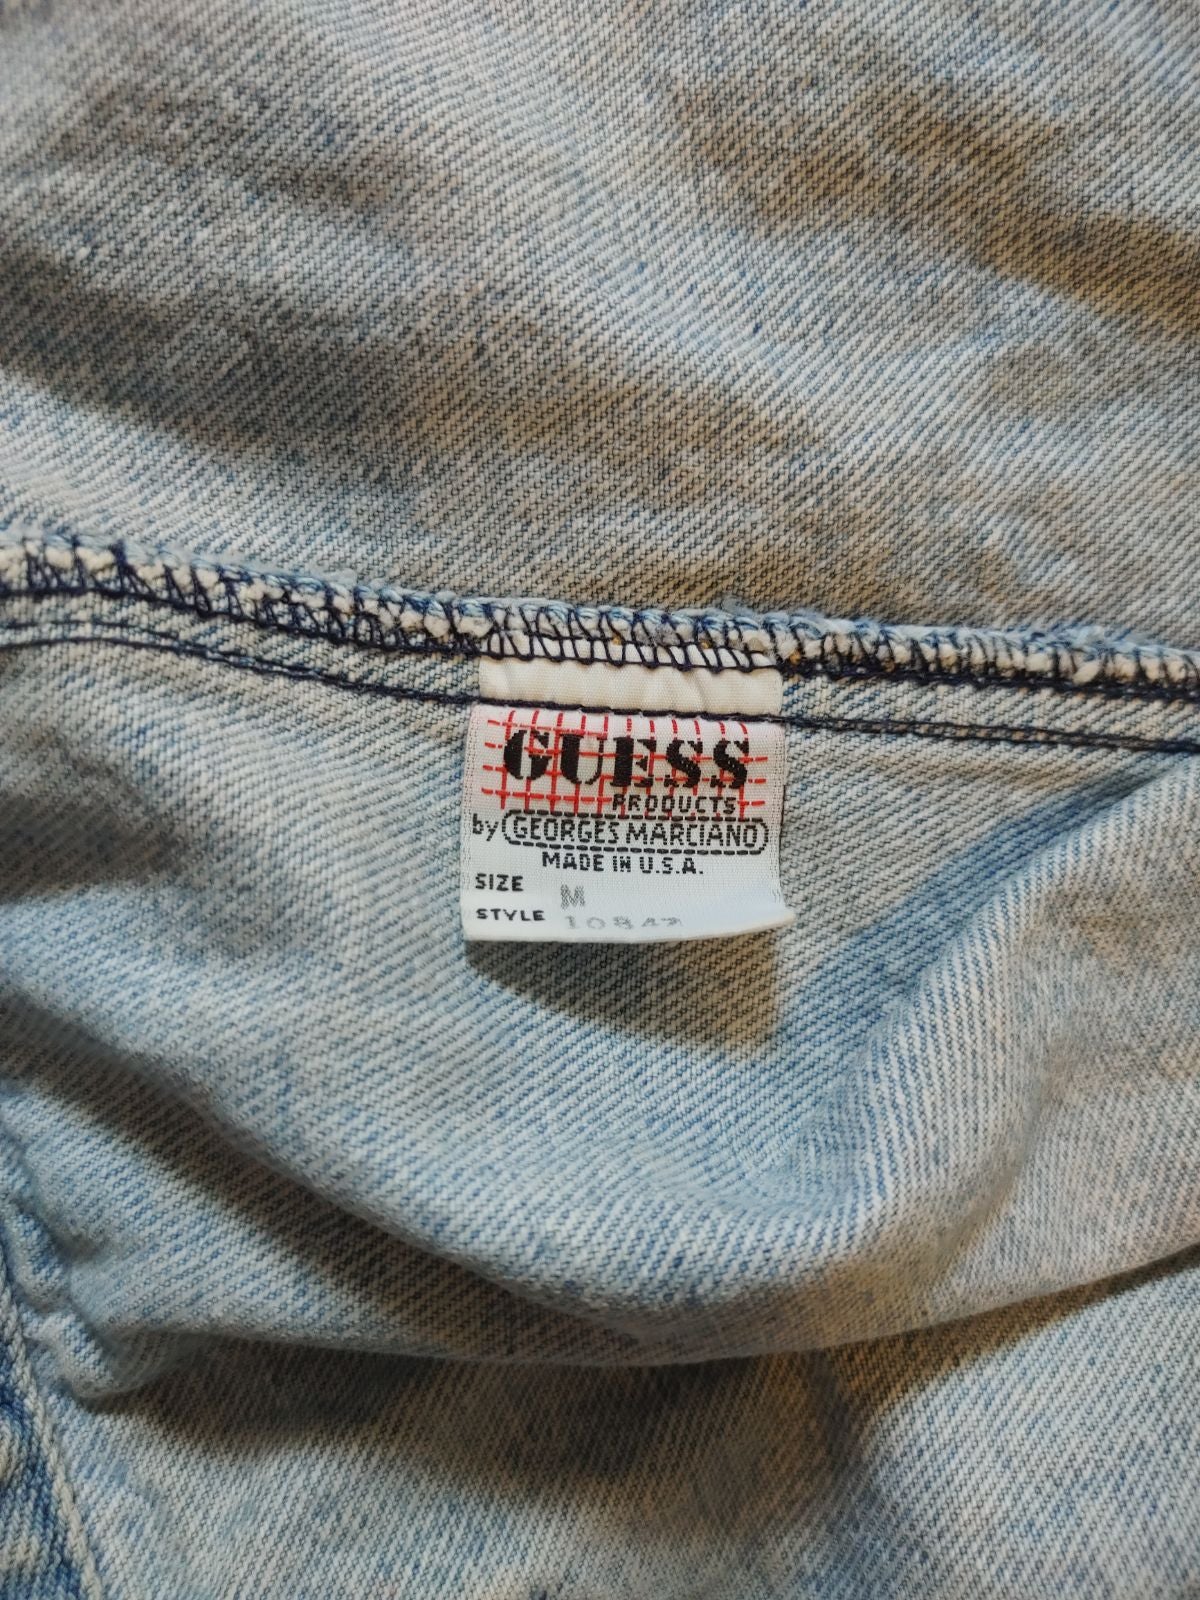 GUESS
PRODUCTS
by GEORGES MARCIANO
MADE IN U.S.A.
SIZE M
STYLE